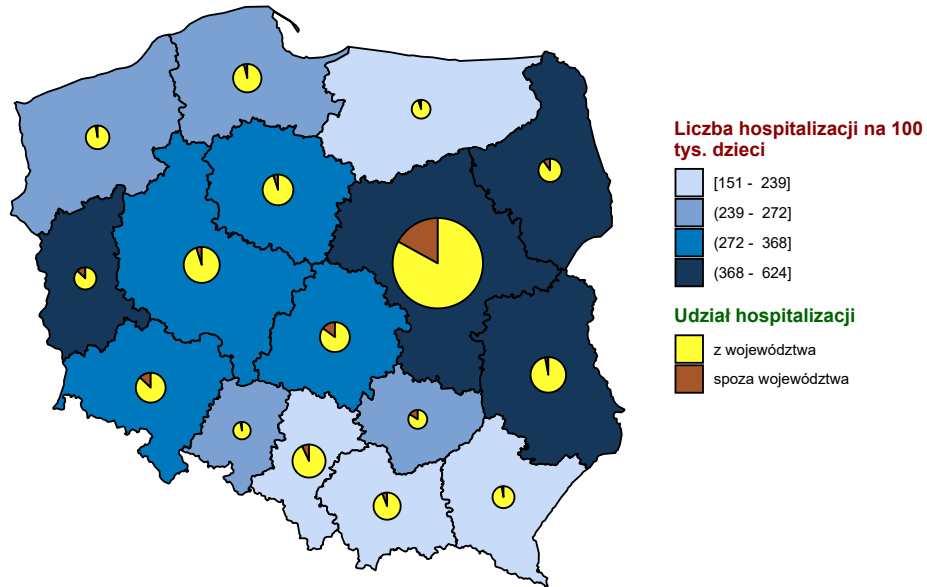 Liczba hospitalizacji na 100
tys. dzieci
[151 - 239]
(239 - 272]
(272 - 368]
(368 - 624]
Udział hospitalizacji
z województwa
spoza województwa